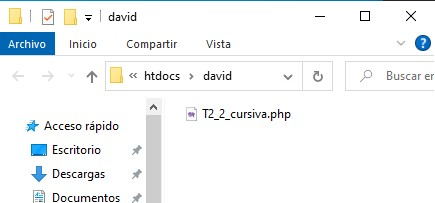 david
Archivo Inicio Compartir Vista
« htdocs > david
Buscar en
Acceso rápido
Escritorio
Descargas
Documentos
T2_2_cursiva.php